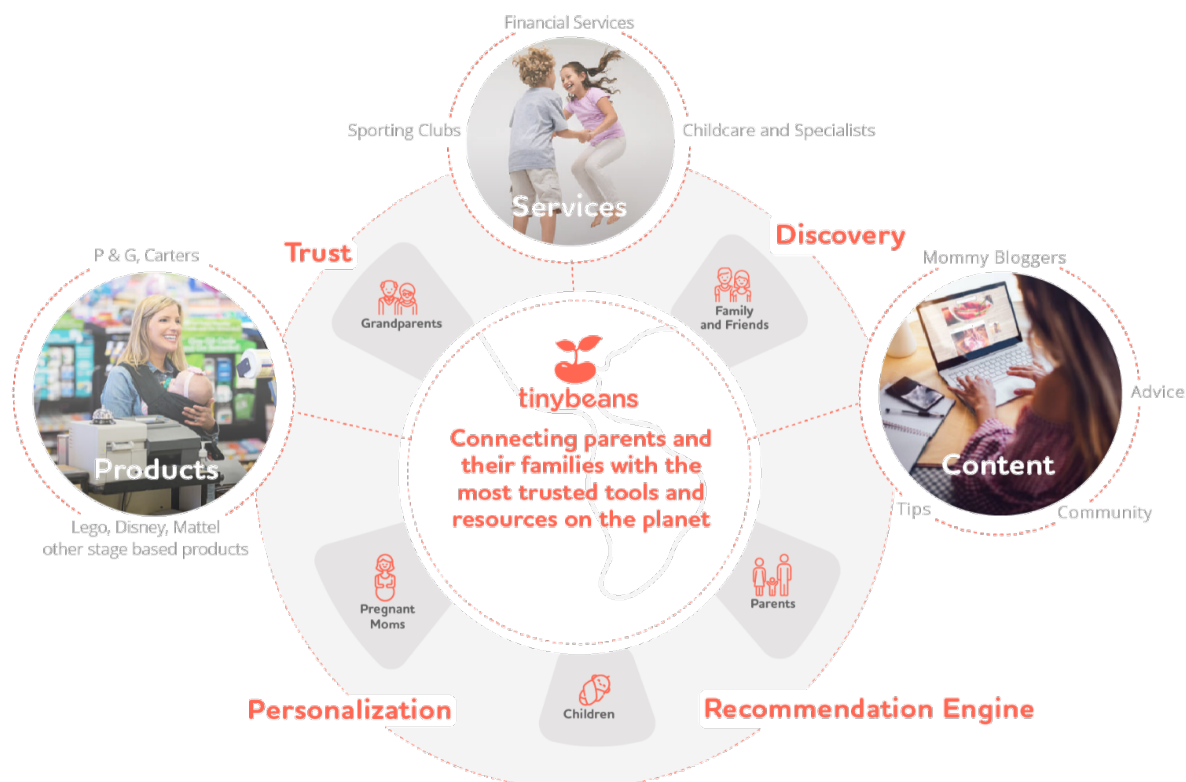 Financial Services
Sporting Clubs
Childcare and Specialists
Services
Trust
Discovery
P & G, Carters
Mommy Bloggers
Grandparents
Family
and Friends
tinybeans
Connecting parents and
their families with the
most trusted tools and
resources on the planet
Products
Content
Advice
Tips
Community
Lego, Disney, Mattel
other stage based products
Pregnant
Moms
Parents
Children
Personalization
Recommendation Engine